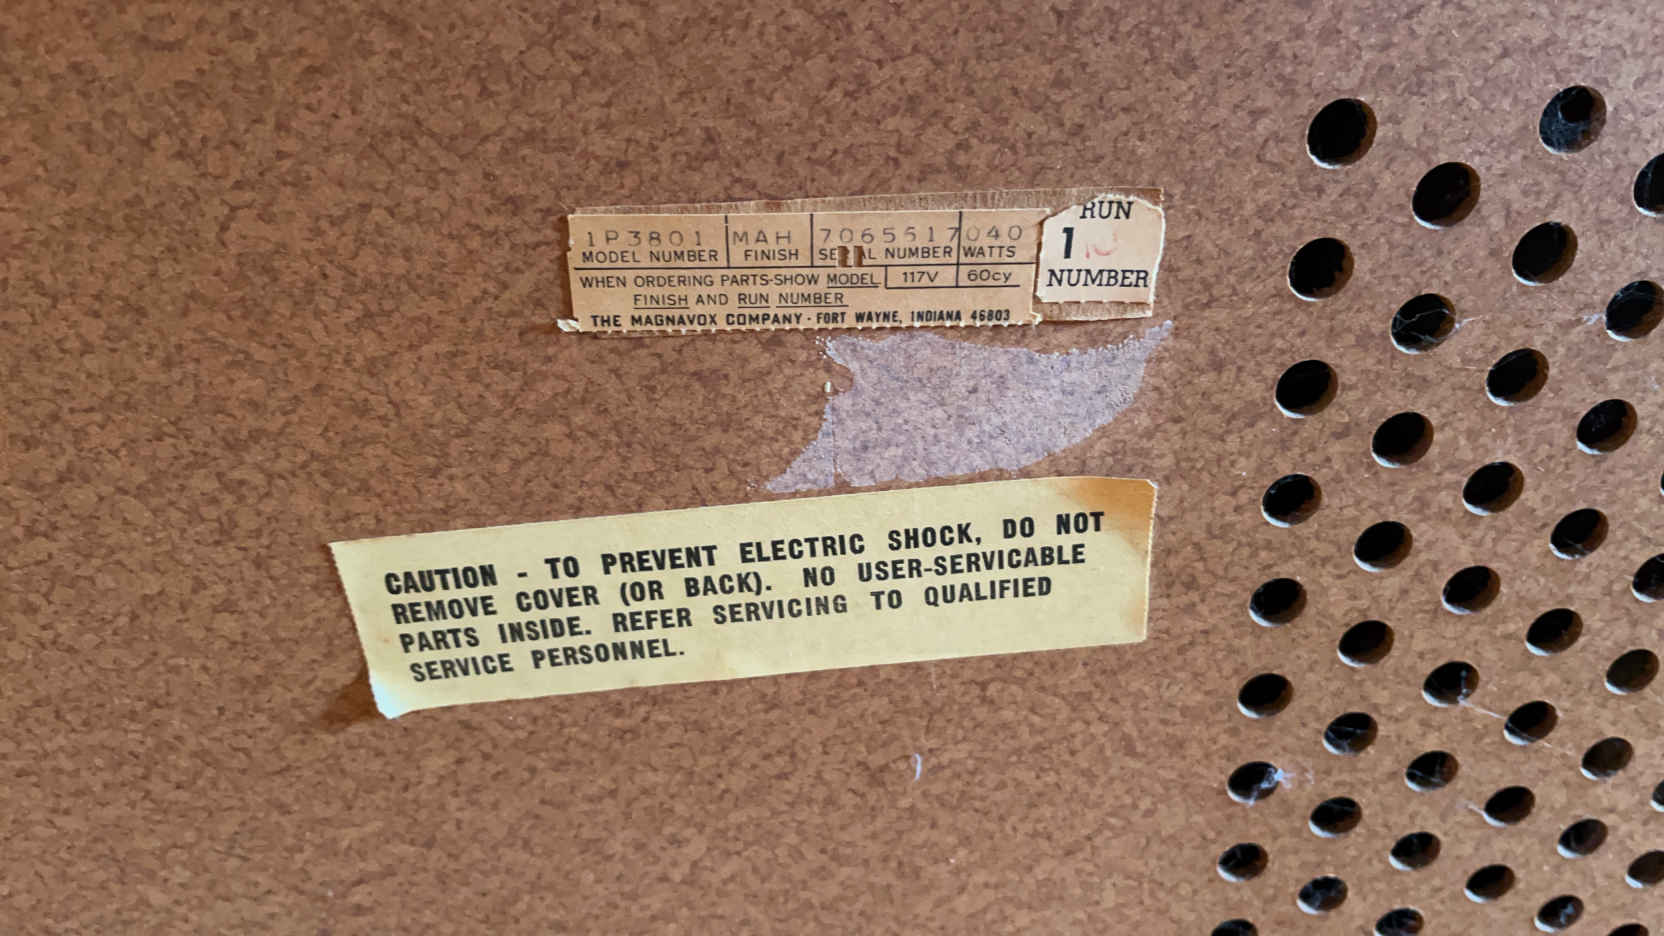 1P3801 MAH 7065517 040
MODEL NUMBER FINISH SERIAL NUMBER WATTS
WHEN ORDERING PARTS-SHOW MODEL 117V 60cy
FINISH AND RUN NUMBER
THE MAGNAVOX COMPANY · FORT WAYNE, INDIANA 46803
RUN
1
NUMBER
CAUTION - TO PREVENT ELECTRIC SHOCK, DO NOT
REMOVE COVER (OR BACK). NO USER-SERVICABLE
PARTS INSIDE. REFER SERVICING TO QUALIFIED
SERVICE PERSONNEL.